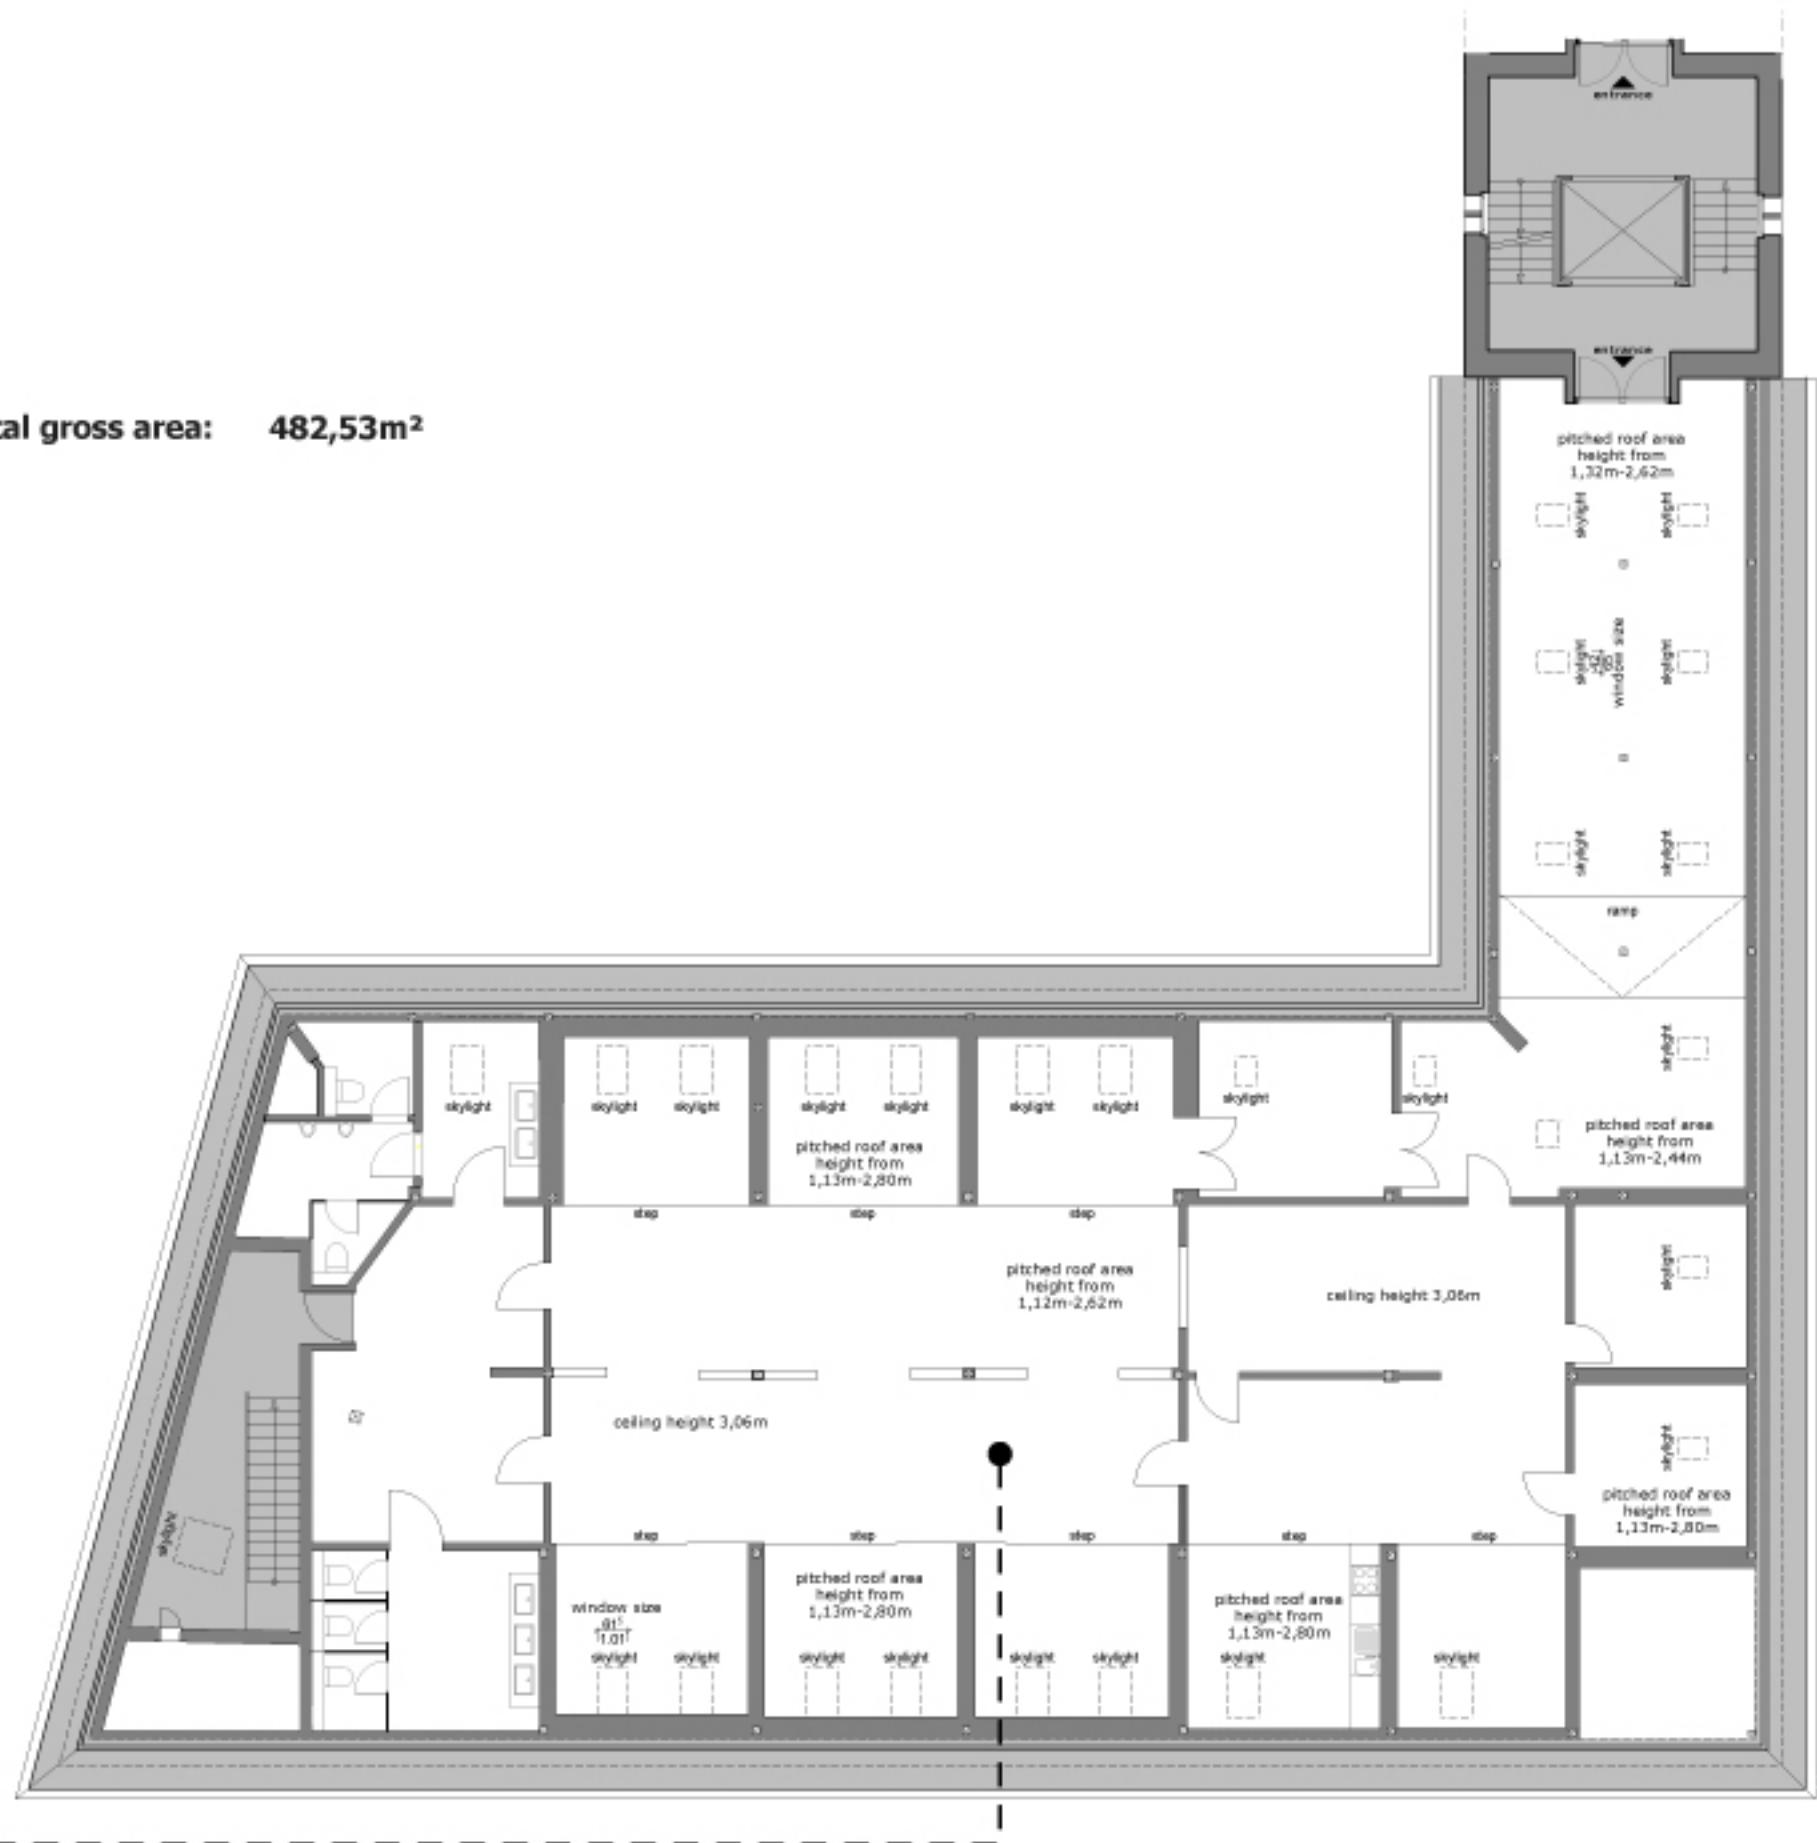 entrance
entrance
tal gross area: 482,53m²
pitched roof area
height from
1,32m-2,62m
skylight
skylight
skylight
window size
skylight
skylight
skylight
ramp
skylight
skylight
skylight
skylight
skylight
skylight
skylight
skylight
skylight
skylight
pitched roof area
height from
1,13m-2,80m
pitched roof area
height from
1,13m-2,44m
step
step
step
pitched roof area
height from
1,12m-2,62m
ceiling height 3,06m
skylight
ceiling height 3,06m
skylight
pitched roof area
height from
1,13m-2,80m
step
step
step
step
step
skylight
window size
pitched roof area
height from
1,13m-2,80m
pitched roof area
height from
1,13m-2,80m
skylight
skylight
skylight
skylight
skylight
skylight
skylight
skylight